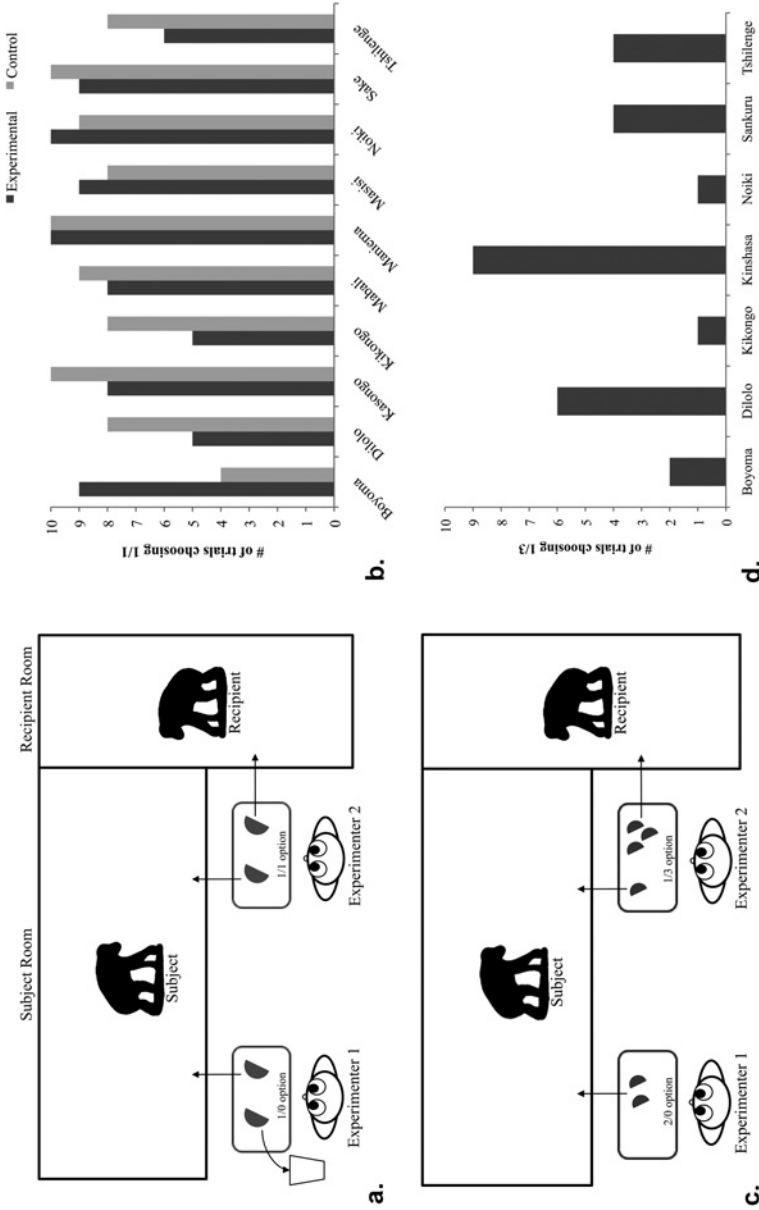 Subject Room
Recipient Room
Subject
Recipient
1/0 option
1/1 option
Experimenter 1
Experimenter 2
a.
Experimental
Control
# of trials choosing 1/1
10
9
8
7
6
5
4
3
2
1
0
Boyoma
Dilolo
Kasongo
Kikongo
Mabali
Maniema
Masisi
Noiki
Sake
Tshilenge
b.
Subject
Recipient
2/0 option
1/3 option
Experimenter 1
Experimenter 2
c.
# of trials choosing 1/3
10
9
8
7
6
5
4
3
2
1
0
Boyoma
Dilolo
Kikongo
Kinshasa
Noiki
Sankuru
Tshilenge
d.